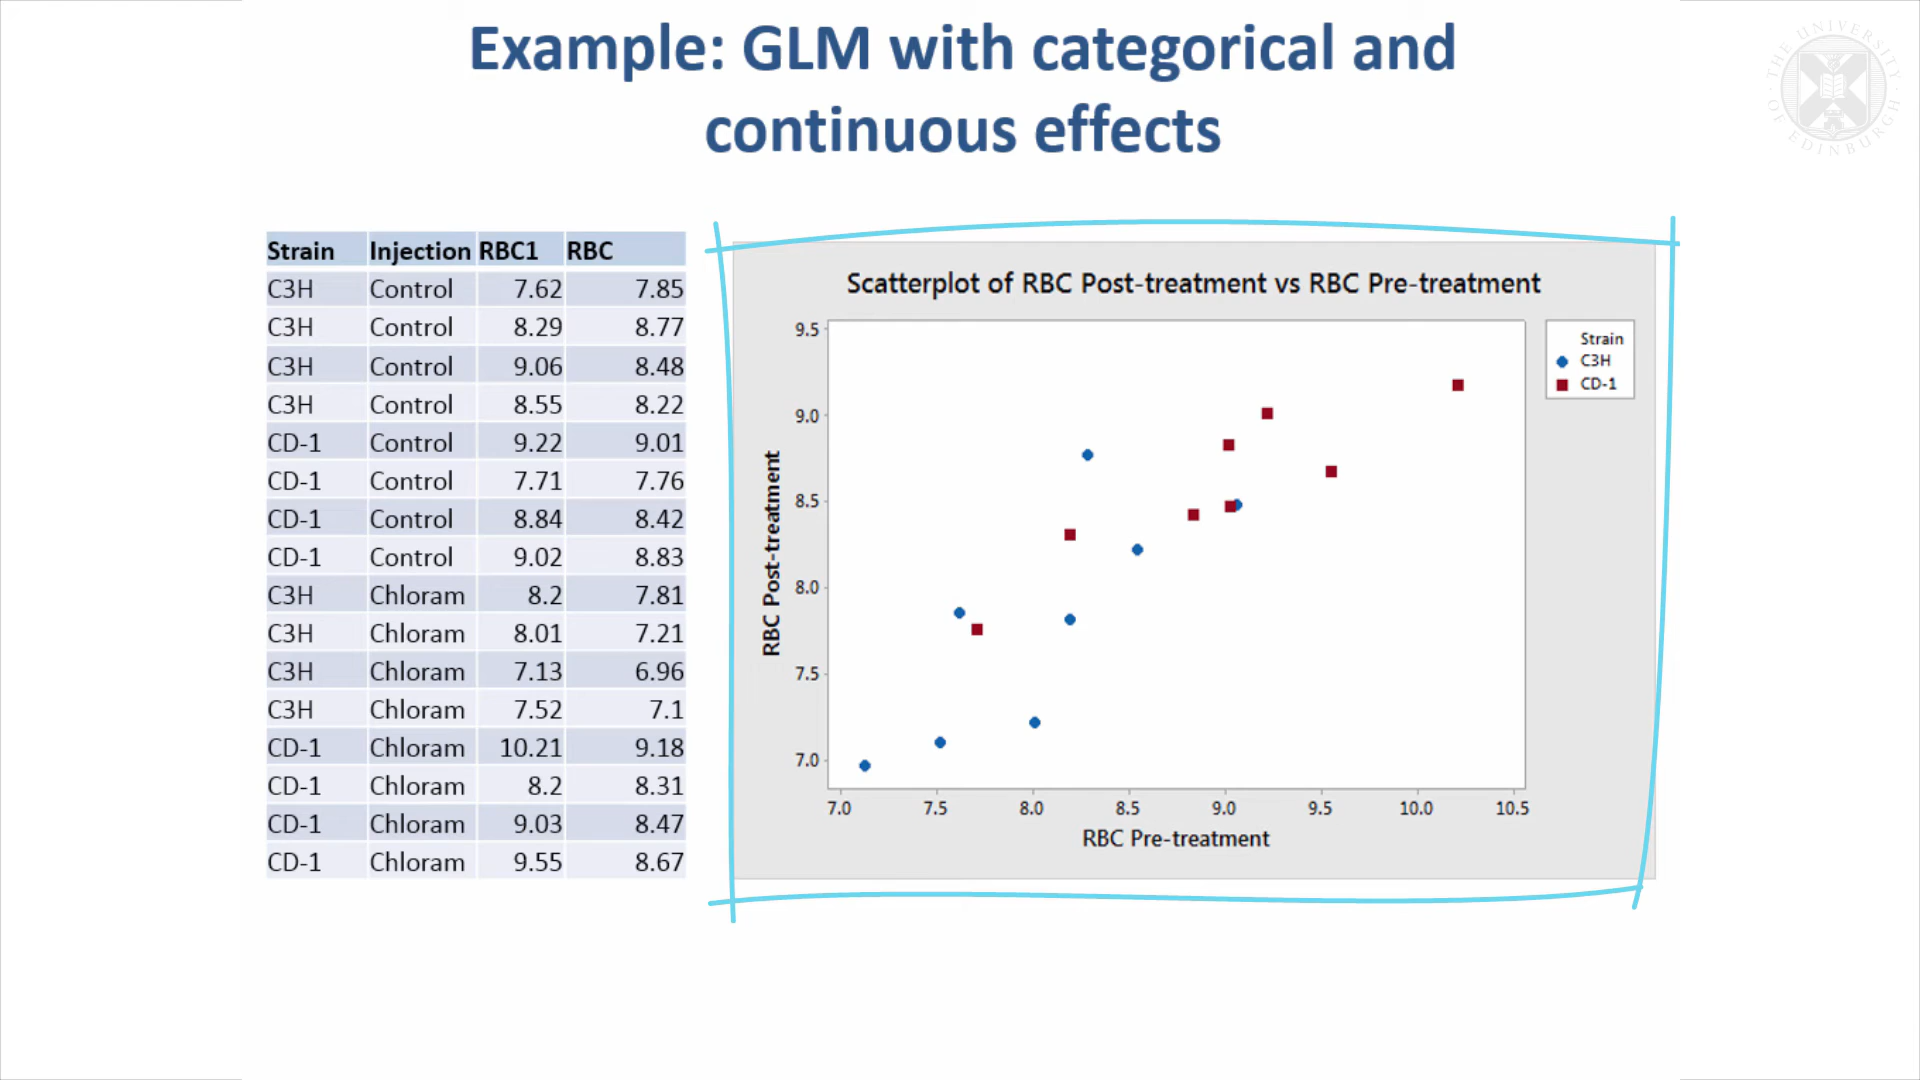 Example: GLM with categorical and
continuous effects
THE UNIVERSITY
OF EDINBURGH
Strain Injection RBC1 RBC
C3H Control 7.62 7.85
C3H Control 8.29 8.77
C3H Control 9.06 8.48
C3H Control 8.55 8.22
CD-1 Control 9.22 9.01
CD-1 Control 7.71 7.76
CD-1 Control 8.84 8.42
CD-1 Control 9.02 8.83
C3H Chloram 8.2 7.81
C3H Chloram 8.01 7.21
C3H Chloram 7.13 6.96
C3H Chloram 7.52 7.1
CD-1 Chloram 10.21 9.18
CD-1 Chloram 8.2 8.31
CD-1 Chloram 9.03 8.47
CD-1 Chloram 9.55 8.67
Scatterplot of RBC Post-treatment vs RBC Pre-treatment
RBC Post-treatment
9.5
9.0
8.5
8.0
7.5
7.0
7.0 7.5 8.0 8.5 9.0 9.5 10.0 10.5
RBC Pre-treatment
Strain
C3H
CD-1